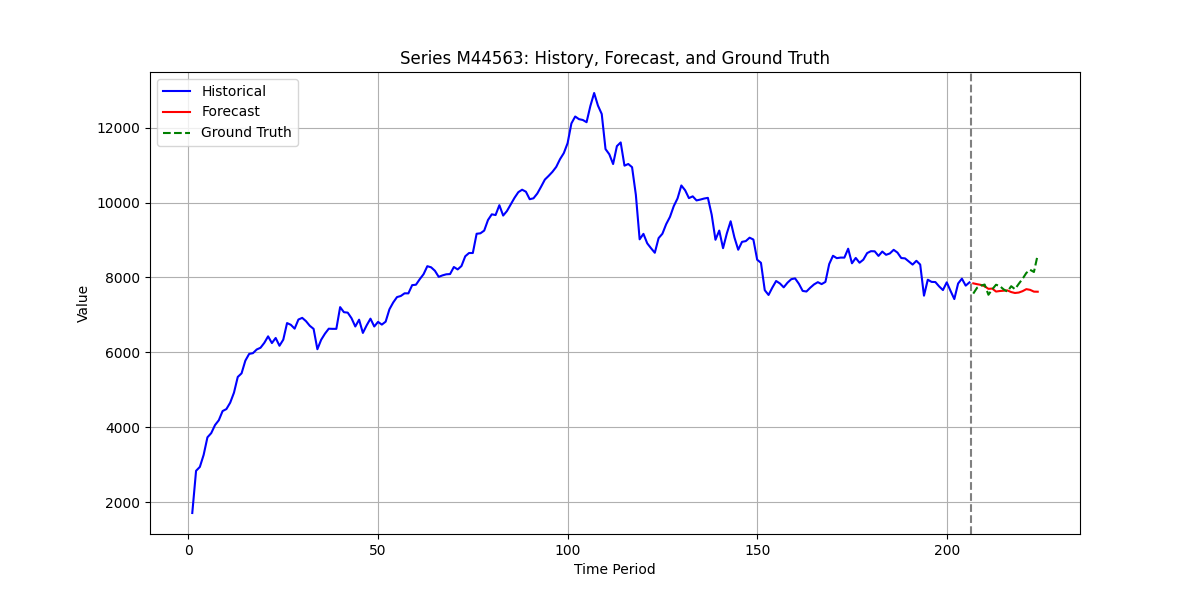 Series M44563: History, Forecast, and Ground Truth
Historical
Forecast
Ground Truth
12000
10000
8000
6000
4000
2000
Value
0
50
100
150
200
Time Period